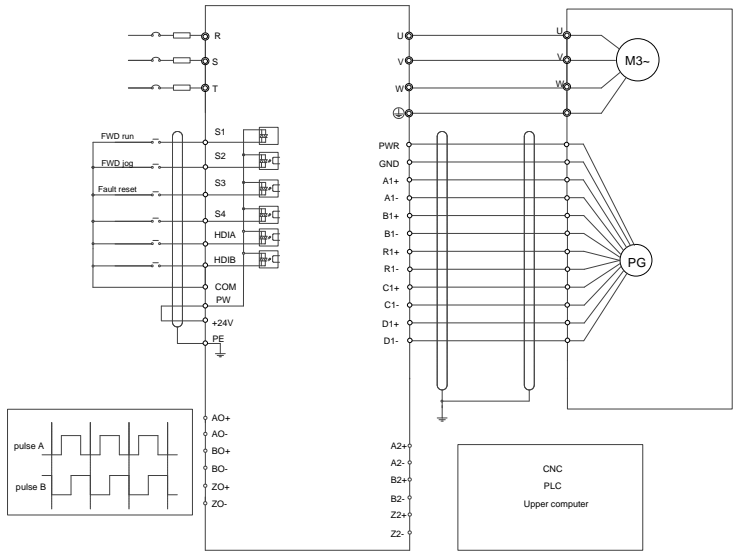 R
S
T
U
V
W
U
V
W
M3~
FWD run
FWD jog
Fault reset
S1
S2
S3
S4
HDIA
HDIB
COM
PW
+24V
PE
PWR
GND
A1+
A1-
B1+
B1-
R1+
R1-
C1+
C1-
D1+
D1-
PG
pulse A
pulse B
AO+
AO-
BO+
BO-
ZO+
ZO-
A2+
A2-
B2+
B2-
Z2+
Z2-
CNC
PLC
Upper computer